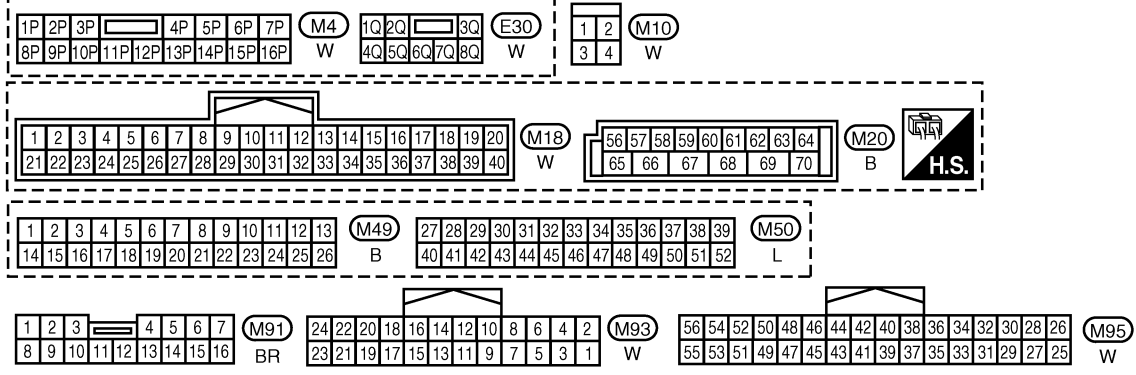 1P 2P 3P 4P 5P 6P 7P M4 1Q 2Q 3Q E30 1 2 M10
8P 9P 10P 11P 12P 13P 14P 15P 16P W 4Q 5Q 6Q 7Q 8Q W 3 4 W
1 2 3 4 5 6 7 8 9 10 11 12 13 14 15 16 17 18 19 20 M18 56 57 58 59 60 61 62 63 64 M20
21 22 23 24 25 26 27 28 29 30 31 32 33 34 35 36 37 38 39 40 W 65 66 67 68 69 70 B H.S.
1 2 3 4 5 6 7 8 9 10 11 12 13 M49 27 28 29 30 31 32 33 34 35 36 37 38 39 M50
14 15 16 17 18 19 20 21 22 23 24 25 26 B 40 41 42 43 44 45 46 47 48 49 50 51 52 L
1 2 3 4 5 6 7 M91 24 22 20 18 16 14 12 10 8 6 4 2 M93 56 54 52 50 48 46 44 42 40 38 36 34 32 30 28 26 M95
8 9 10 11 12 13 14 15 16 BR 23 21 19 17 15 13 11 9 7 5 3 1 W 55 53 51 49 47 45 43 41 39 37 35 33 31 29 27 25 W